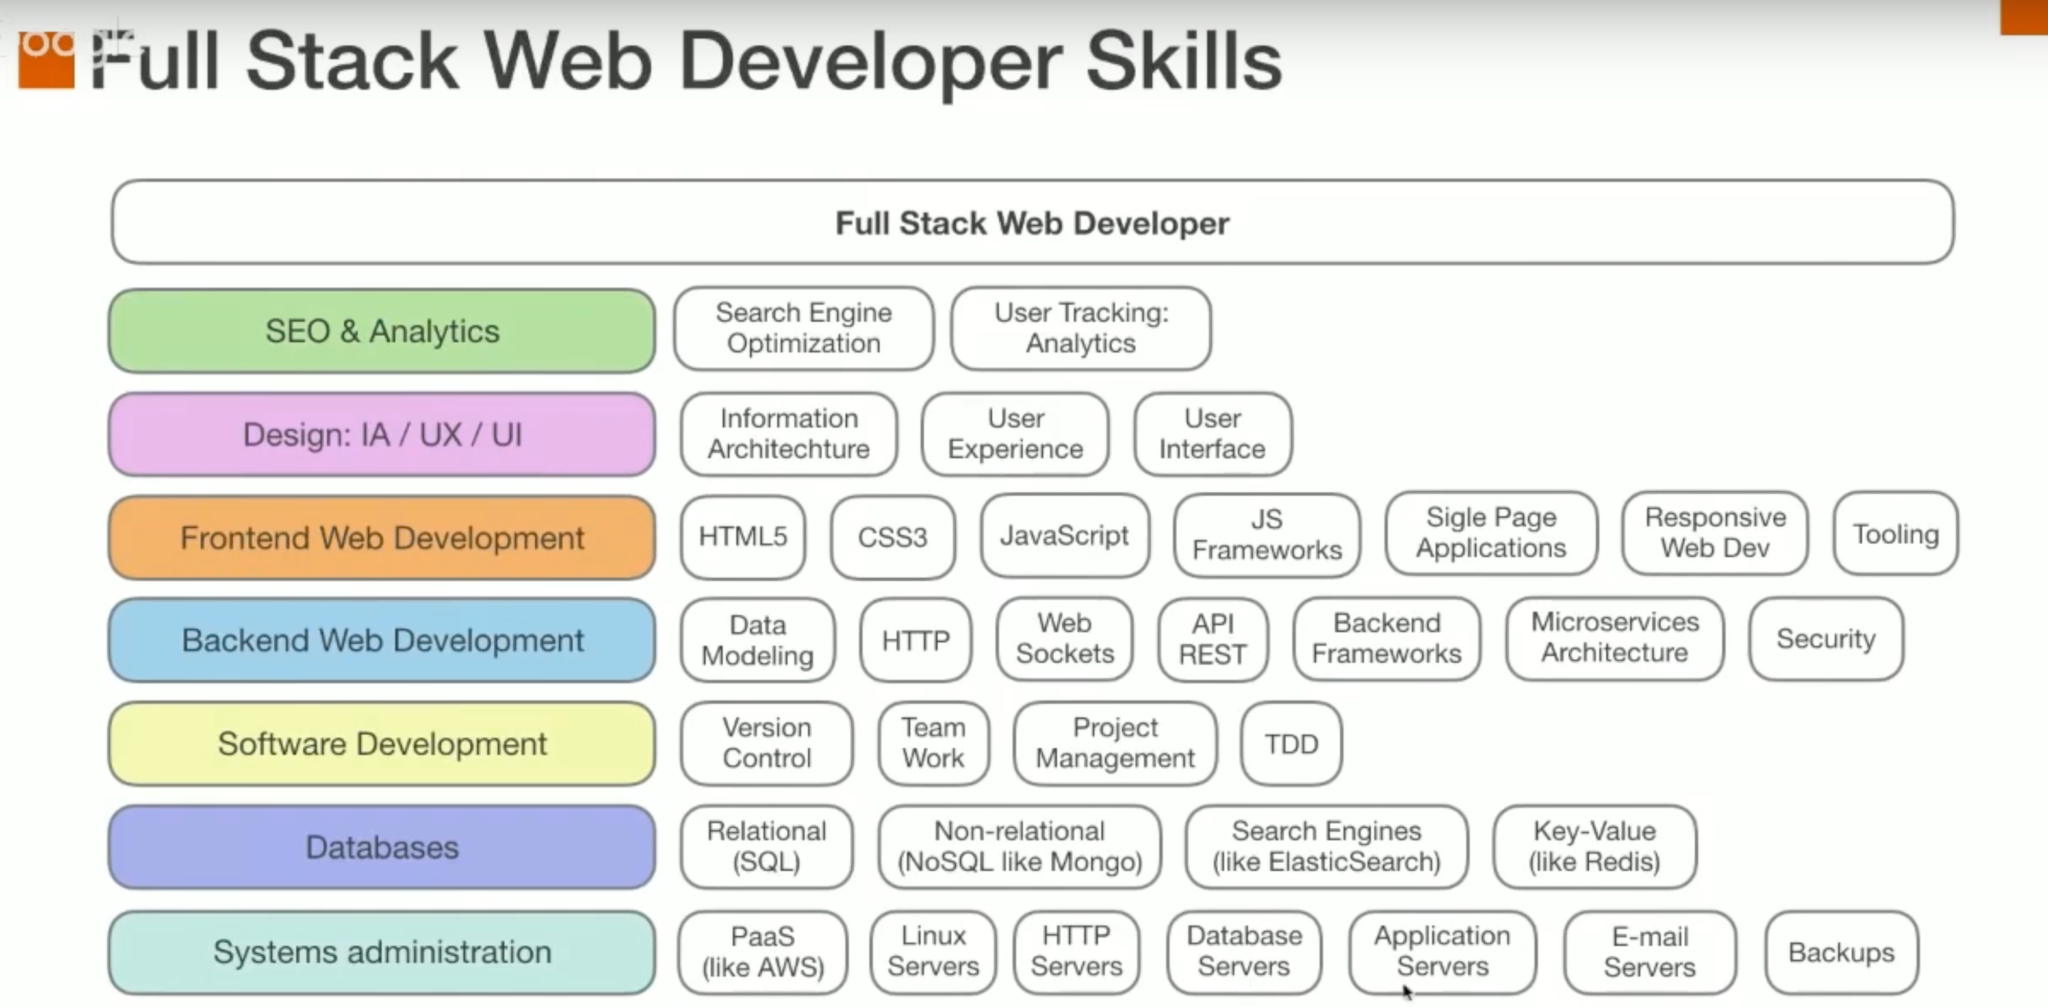 Google
Full Stack Web Developer Skills
Full Stack Web Developer
SEO & Analytics
Search Engine
Optimization
User Tracking:
Analytics
Design: IA / UX / UI
Information
Architechture
User
Experience
User
Interface
Frontend Web Development
HTML5
CSS3
JavaScript
JS
Frameworks
Sigle Page
Applications
Responsive
Web Dev
Tooling
Backend Web Development
Data
Modeling
HTTP
Web
Sockets
API
REST
Backend
Frameworks
Microservices
Architecture
Security
Software Development
Version
Control
Team
Work
Project
Management
TDD
Databases
Relational
(SQL)
Non-relational
(NoSQL like Mongo)
Search Engines
(like ElasticSearch)
Key-Value
(like Redis)
Systems administration
PaaS
(like AWS)
Linux
Servers
HTTP
Servers
Database
Servers
Application
Servers
E-mail
Servers
Backups